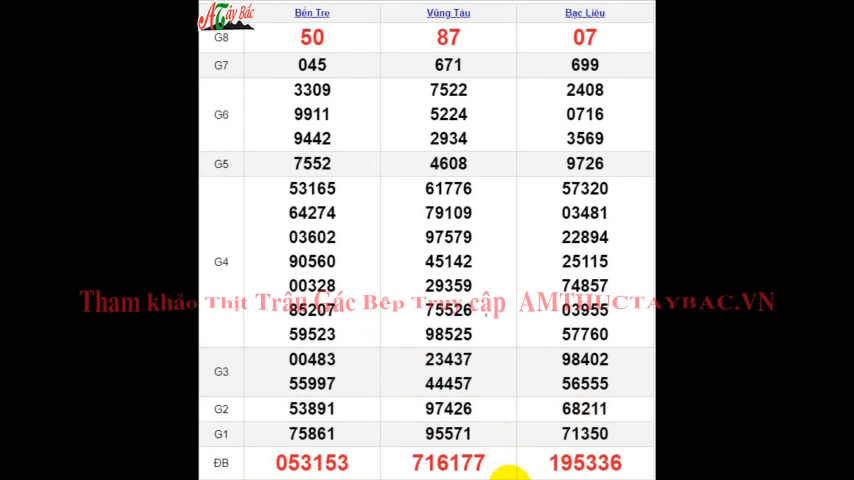 A Tây Bắc
Bến Tre Vũng Tàu Bạc Liêu
G8 50 87 07
G7 045 671 699
3309 7522 2408
G6 9911 5224 0716
9442 2934 3569
G5 7552 4608 9726
53165 61776 57320
64274 79109 03481
03602 97579 22894
G4 90560 45142 25115
00328 29359 74857
Tham khảo Thịt Trâu Gác Bếp Truy cập AMTHUCTAYBAC.VN
85207 75526 03955
59523 98525 57760
00483 23437 98402
G3
55997 44457 56555
G2 53891 97426 68211
G1 75861 95571 71350
ĐB 053153 716177 195336